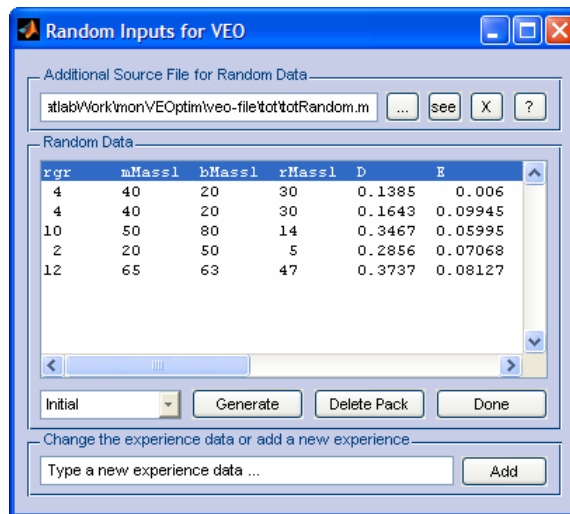 Random Inputs for VEO
Additional Source File for Random Data
atlabWork\monVEOptim\veo-file\tot\totRandom.m ... see X ?
Random Data
rgr mMass1 bMass1 rMass1 D E
4 40 20 30 0.1385 0.006
4 40 20 30 0.1643 0.09945
10 50 80 14 0.3467 0.05995
2 20 50 5 0.2856 0.07068
12 65 63 47 0.3737 0.08127
Initial Generate Delete Pack Done
Change the experience data or add a new experience
Type a new experience data ... Add